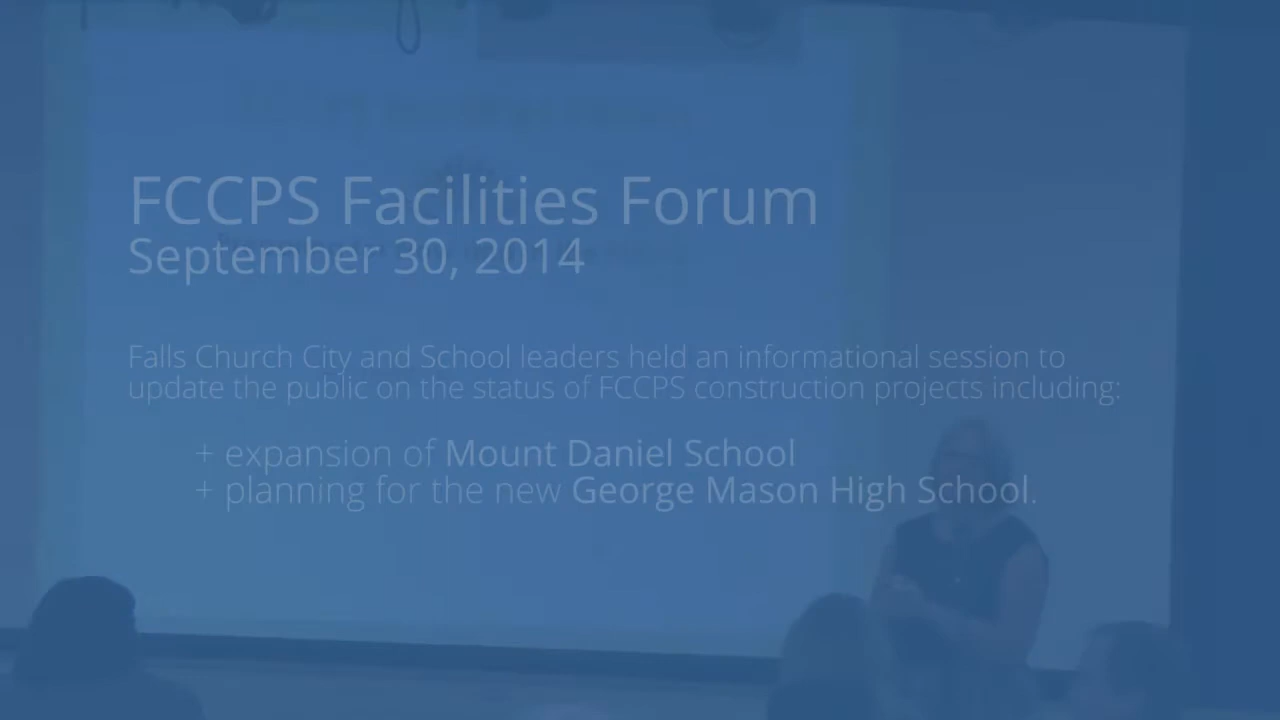 FCCPS Facilities Forum
September 30, 2014
Falls Church City and School leaders held an informational session to
update the public on the status of FCCPS construction projects including:
+ expansion of Mount Daniel School
+ planning for the new George Mason High School.